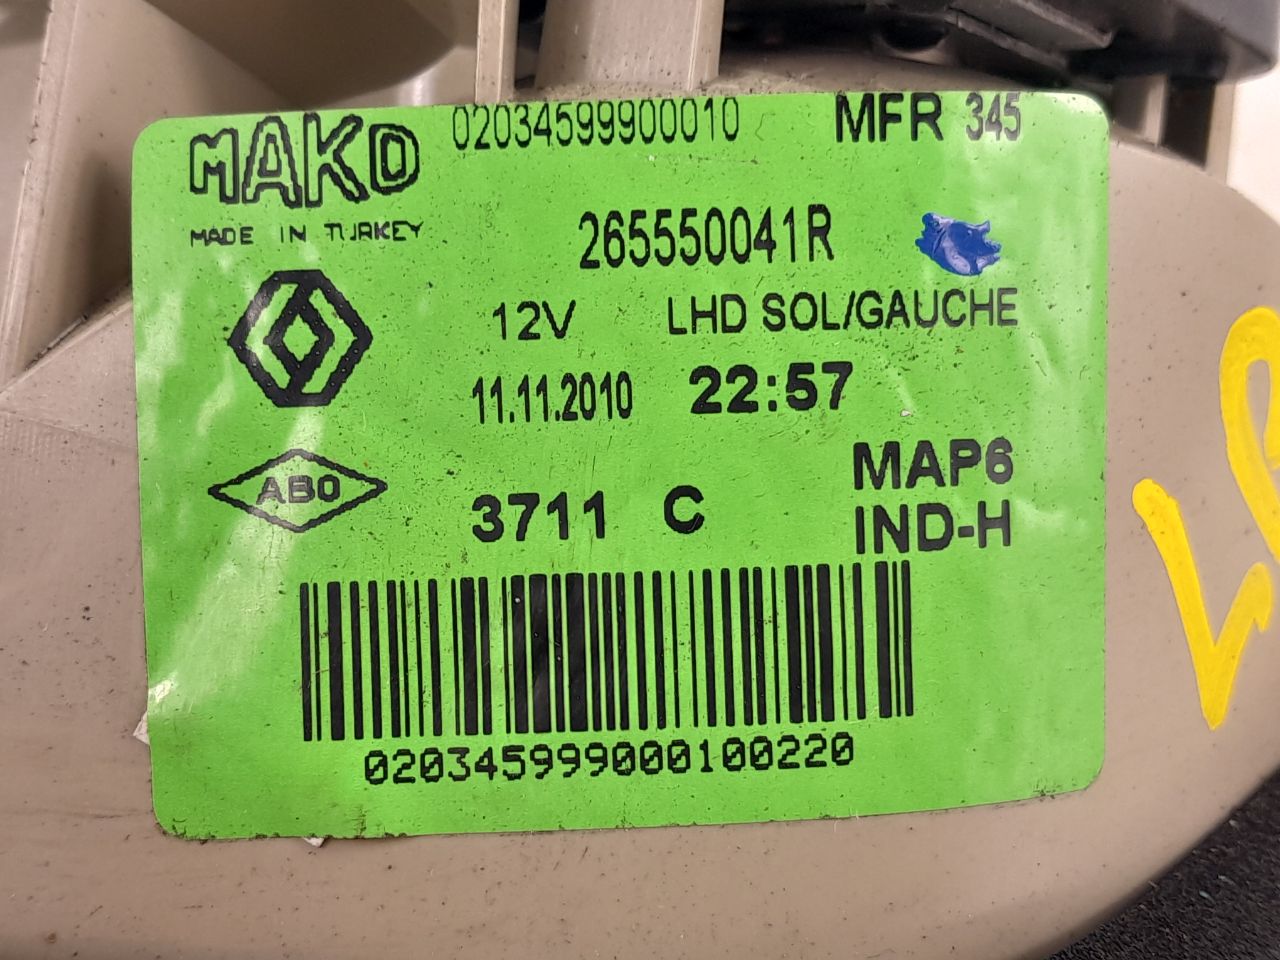 MAKO
02034599900010
MFR 345
MADE IN TURKEY
265550041R
12V
LHD SOL/GAUCHE
11.11.2010
22:57
ABO
3711 C
MAP6
IND-H
020345999000100220